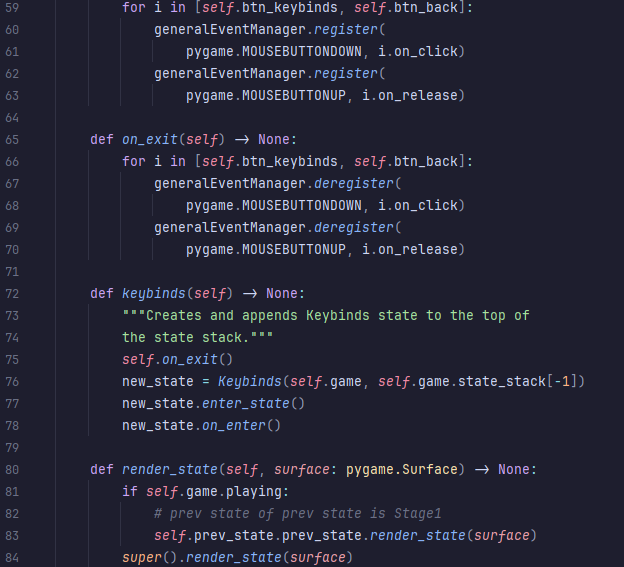 59 for i in [self.btn_keybinds, self.btn_back]:
60 generalEventManager.register(
61 pygame.MOUSEBUTTONDOWN, i.on_click)
62 generalEventManager.register(
63 pygame.MOUSEBUTTONUP, i.on_release)
64
65 def on_exit(self) -> None:
66 for i in [self.btn_keybinds, self.btn_back]:
67 generalEventManager.deregister(
68 pygame.MOUSEBUTTONDOWN, i.on_click)
69 generalEventManager.deregister(
70 pygame.MOUSEBUTTONUP, i.on_release)
71
72 def keybinds(self) -> None:
73 """Creates and appends Keybinds state to the top of
74 the state stack."""
75 self.on_exit()
76 new_state = Keybinds(self.game, self.game.state_stack[-1])
77 new_state.enter_state()
78 new_state.on_enter()
79
80 def render_state(self, surface: pygame.Surface) -> None:
81 if self.game.playing:
82 # prev state of prev state is Stage1
83 self.prev_state.prev_state.render_state(surface)
84 super().render_state(surface)